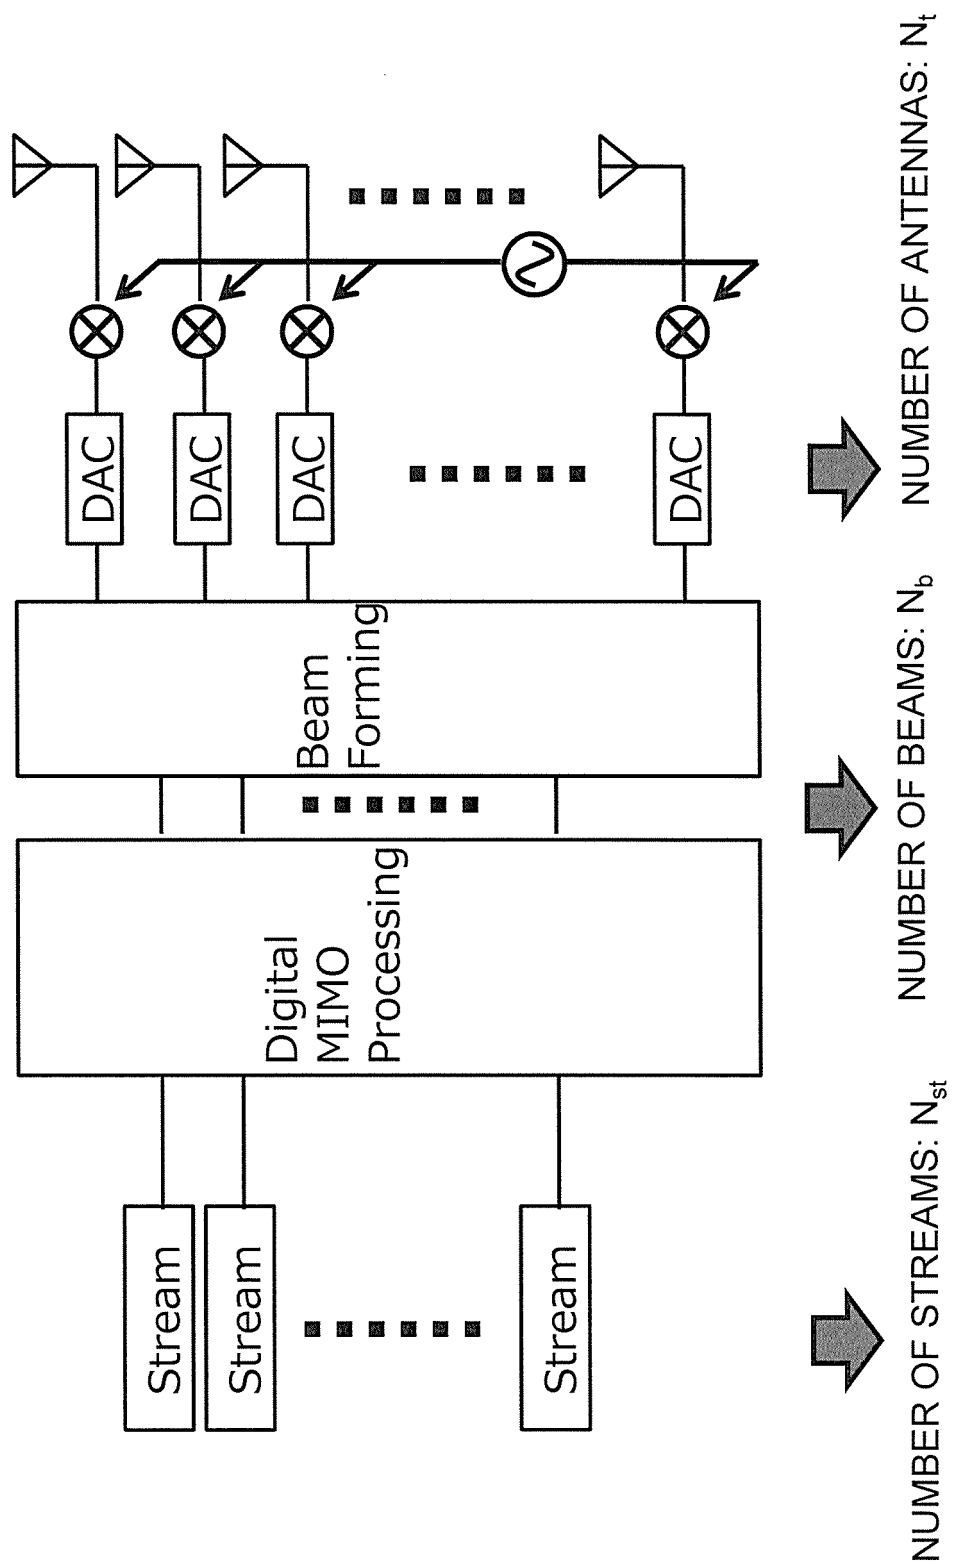 Stream
Stream
Stream
Digital
MIMO
Processing
Beam
Forming
DAC
DAC
DAC
DAC
NUMBER OF STREAMS: Nst
NUMBER OF BEAMS: Nb
NUMBER OF ANTENNAS: Nt